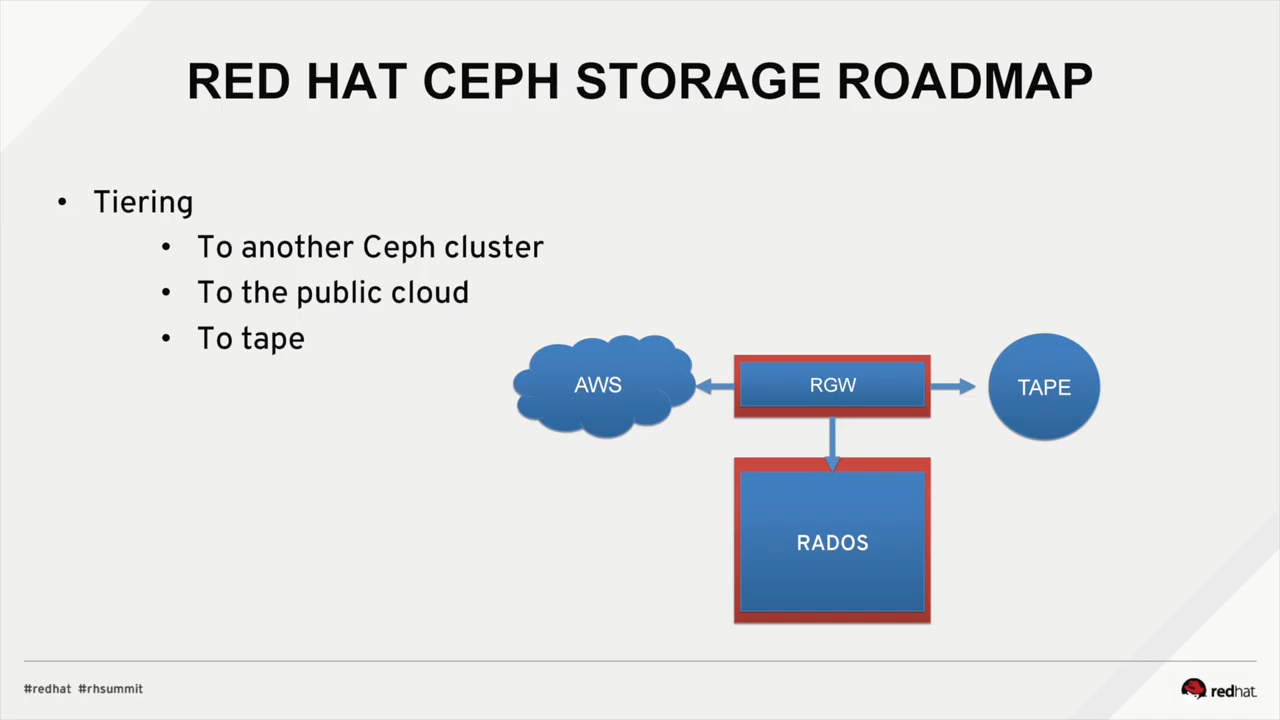 RED HAT CEPH STORAGE ROADMAP
• Tiering
• To another Ceph cluster
• To the public cloud
• To tape
AWS
RGW
TAPE
RADOS
#redhat #rhsummit
redhat.